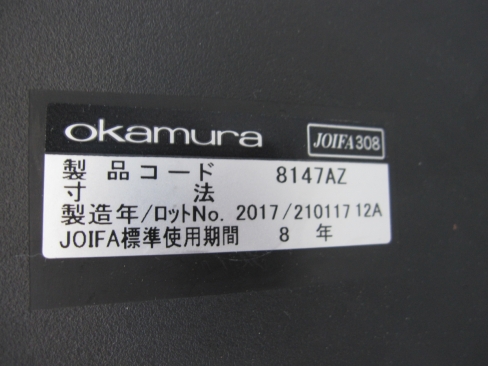 okamura JOIFA308
製品コード 8147AZ
寸法
製造年/ロットNo. 2017/210117 12A
JOIFA標準使用期間 8 年